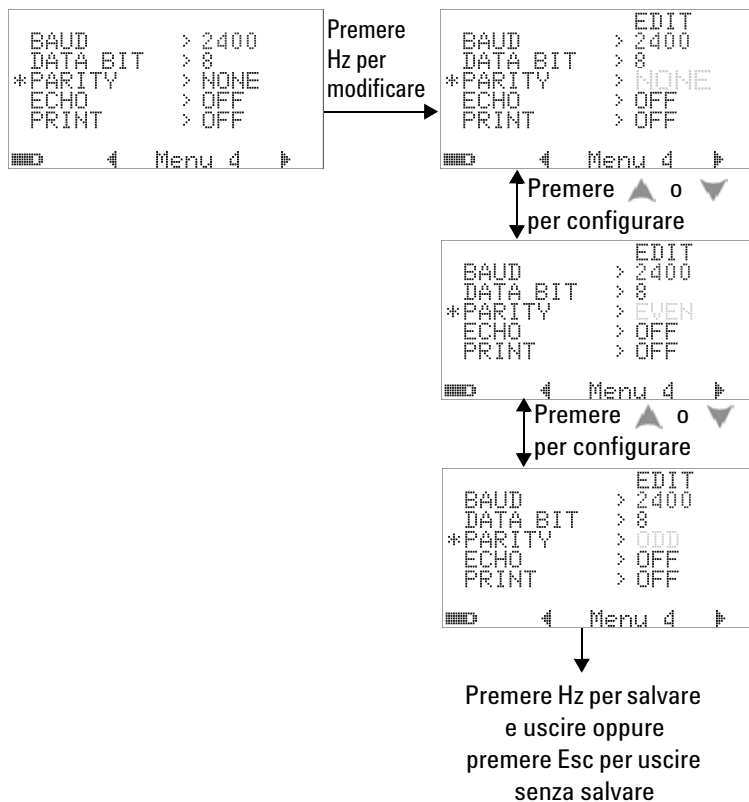 BAUD > 2400
DATA BIT > 8
*PARITY > NONE
ECHO > OFF
PRINT > OFF
Menu 4
Premere
Hz per
modificare
EDIT
BAUD > 2400
DATA BIT > 8
*PARITY > NONE
ECHO > OFF
PRINT > OFF
Menu 4
Premere o
per configurare
EDIT
BAUD > 2400
DATA BIT > 8
*PARITY > EVEN
ECHO > OFF
PRINT > OFF
Menu 4
Premere o
per configurare
EDIT
BAUD > 2400
DATA BIT > 8
*PARITY > ODD
ECHO > OFF
PRINT > OFF
Menu 4
Premere Hz per salvare
e uscire oppure
premere Esc per uscire
senza salvare